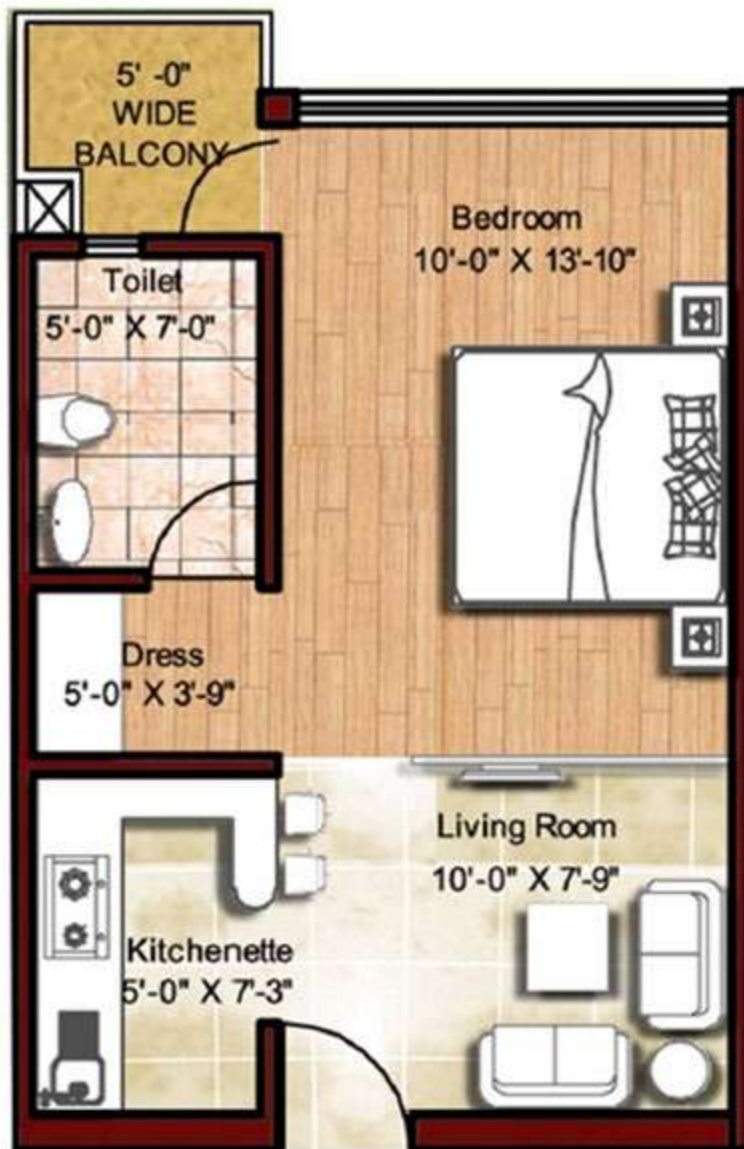 5' -0"
WIDE
BALCONY
Bedroom
10'-0" X 13'-10"
Toilet
5'-0" X 7'-0"
Dress
5'-0" X 3'-9"
Living Room
10'-0" X 7'-9"
Kitchenette
5'-0" X 7'-3"